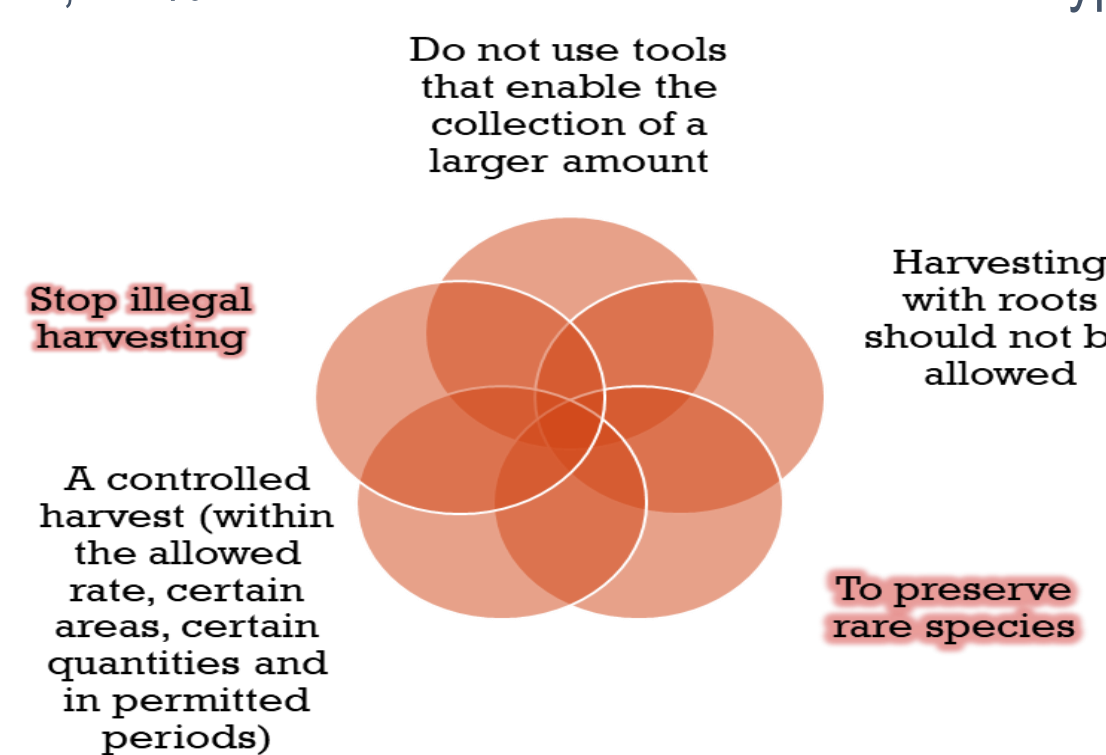 Do not use tools
that enable the
collection of a
larger amount
Harvesting
with roots
should not b
allowed
To preserve
rare species
A controlled
harvest (within
the allowed
rate, certain
areas, certain
quantities and
in permitted
periods)
Stop illegal
harvesting